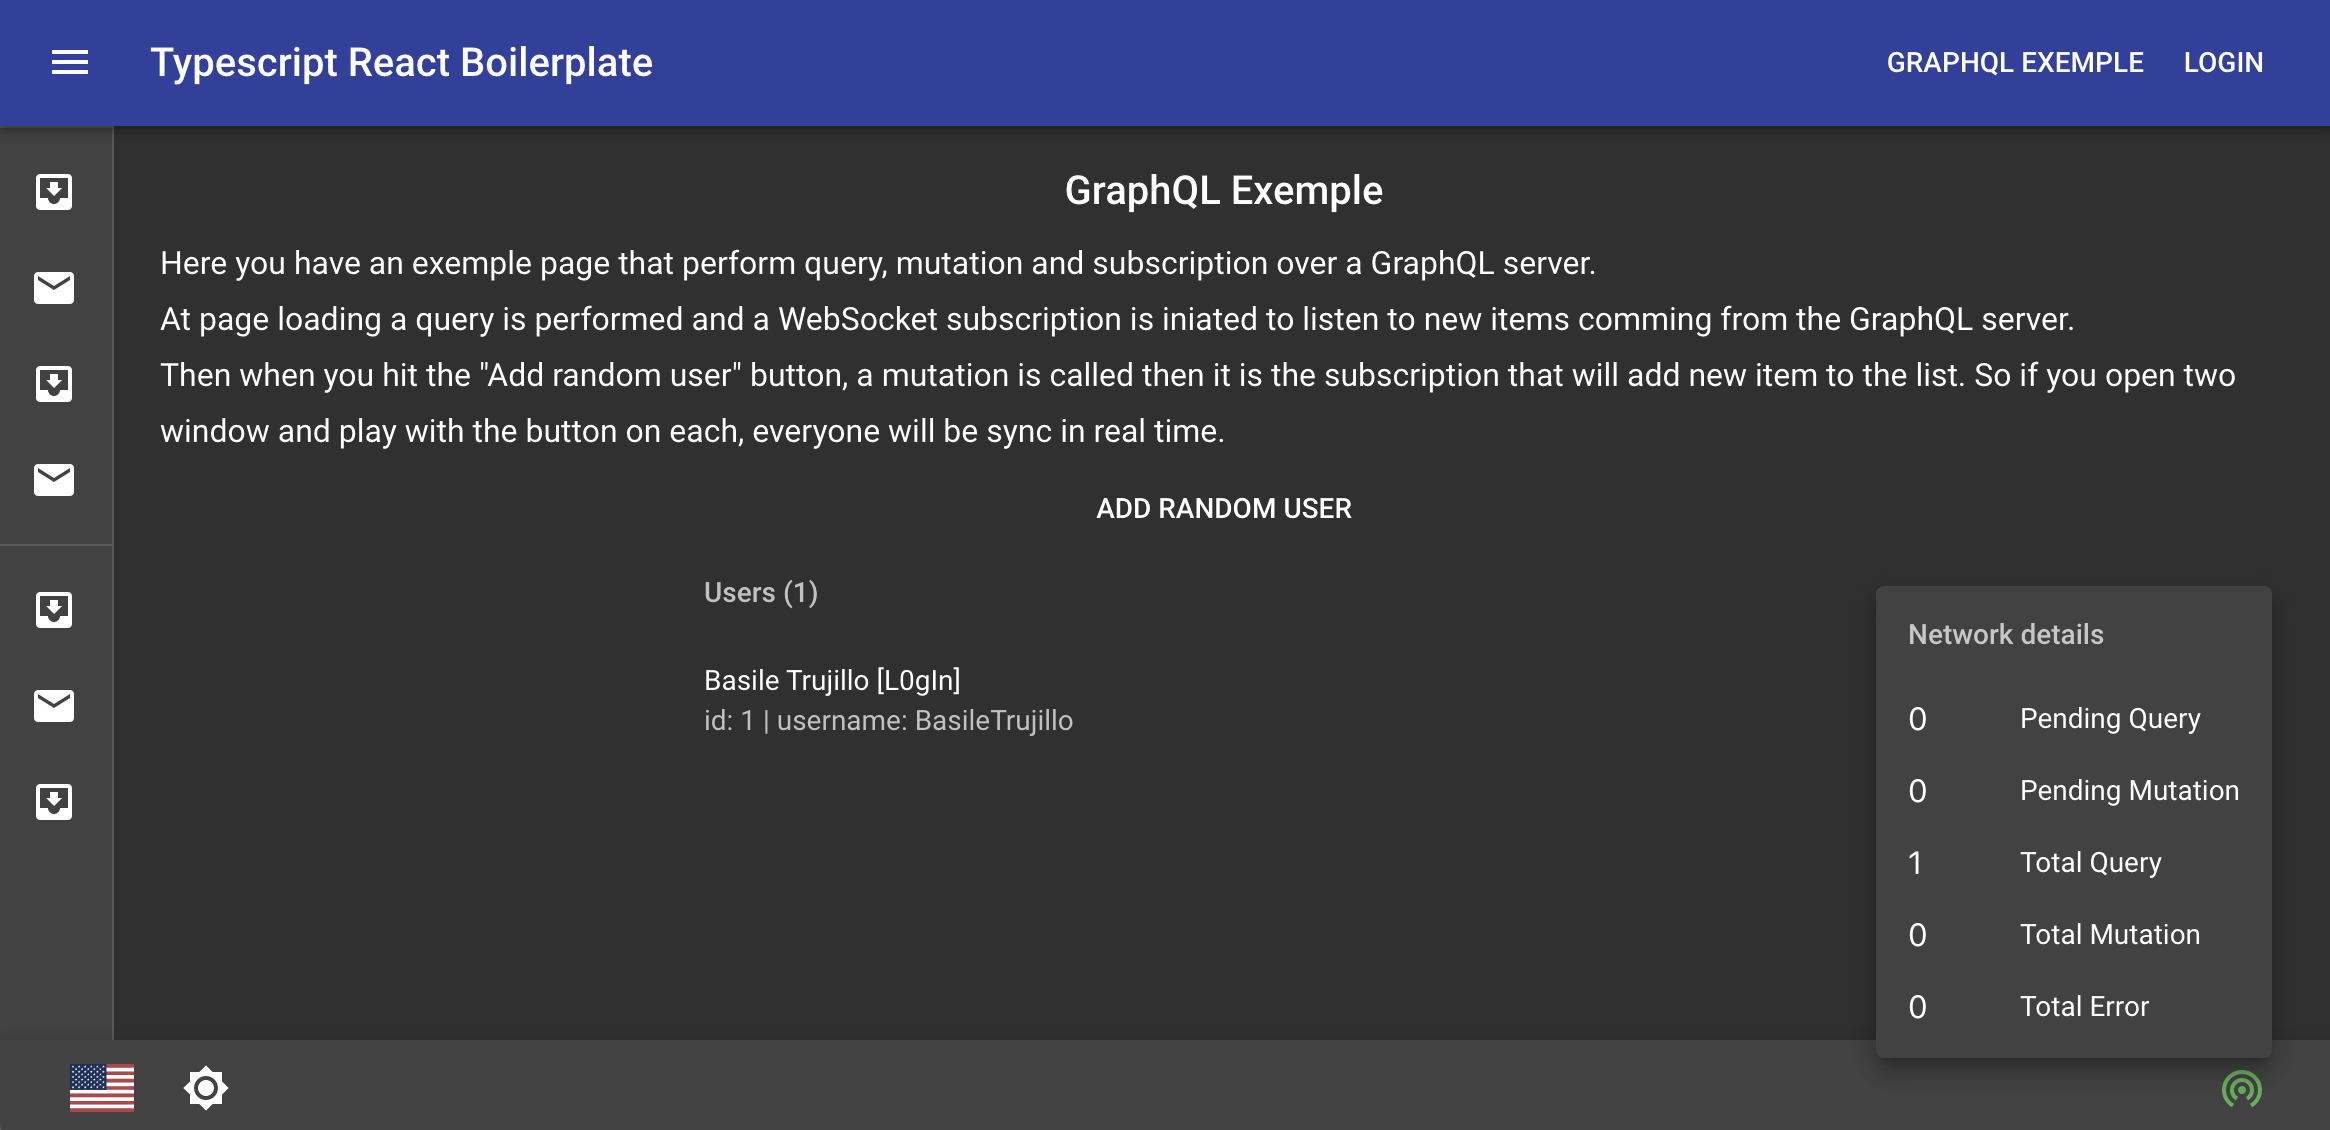 Typescript React Boilerplate
GRAPHQL EXEMPLE
LOGIN
GraphQL Exemple
Here you have an exemple page that perform query, mutation and subscription over a GraphQL server.
At page loading a query is performed and a WebSocket subscription is iniated to listen to new items comming from the GraphQL server.
Then when you hit the "Add random user" button, a mutation is called then it is the subscription that will add new item to the list. So if you open two
window and play with the button on each, everyone will be sync in real time.
ADD RANDOM USER
Users (1)
Basile Trujillo [L0gIn]
id: 1 | username: BasileTrujillo
Network details
0 Pending Query
0 Pending Mutation
1 Total Query
0 Total Mutation
0 Total Error